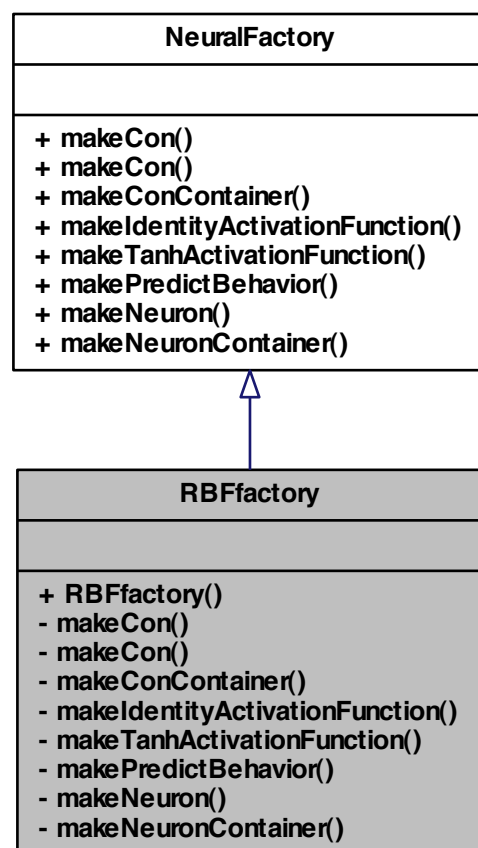 NeuralFactory
+ makeCon()
+ makeCon()
+ makeConContainer()
+ makeIdentityActivationFunction()
+ makeTanhActivationFunction()
+ makePredictBehavior()
+ makeNeuron()
+ makeNeuronContainer()
RBFfactory
+ RBFfactory()
- makeCon()
- makeCon()
- makeConContainer()
- makeIdentityActivationFunction()
- makeTanhActivationFunction()
- makePredictBehavior()
- makeNeuron()
- makeNeuronContainer()